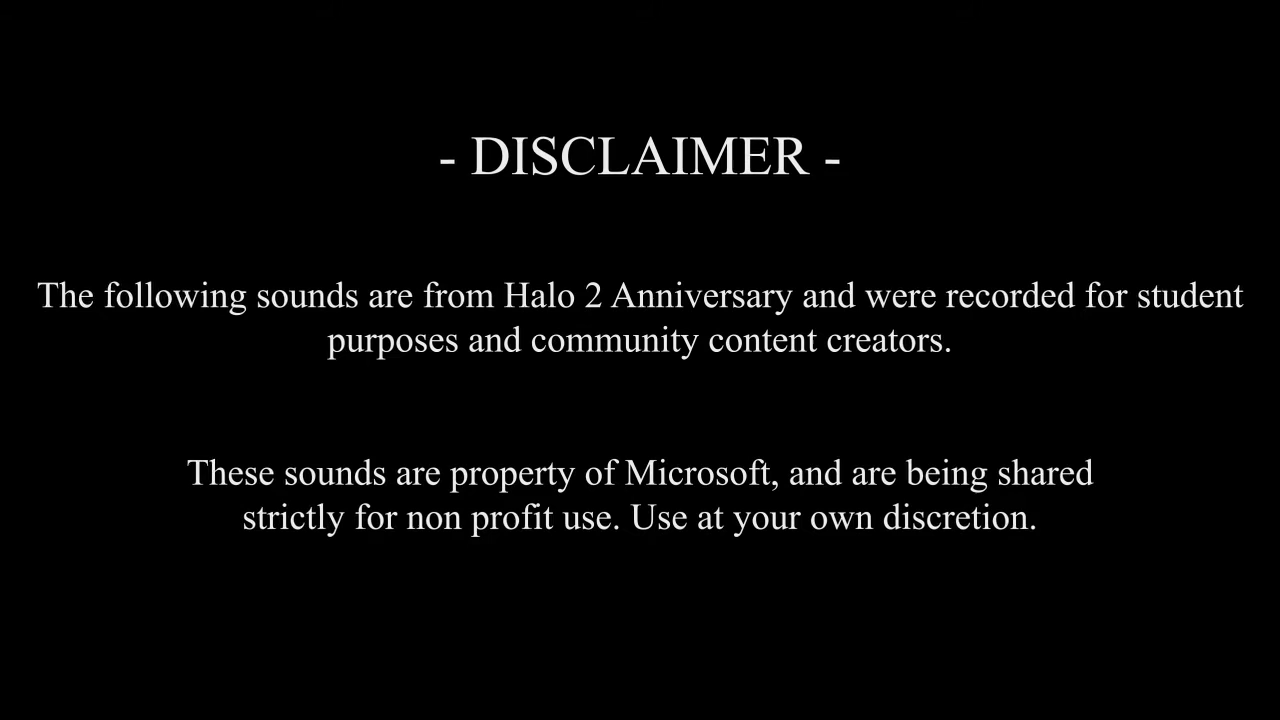 - DISCLAIMER -
The following sounds are from Halo 2 Anniversary and were recorded for student
purposes and community content creators.
These sounds are property of Microsoft, and are being shared
strictly for non profit use. Use at your own discretion.